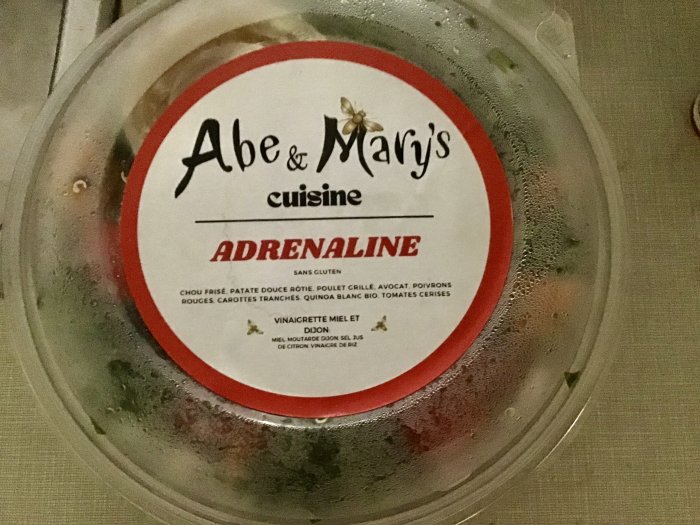 Abe & Mary's
cuisine
ADRENALINE
SANS GLUTEN
CHOU FRISÉ, PATATE DOUCE RÔTIE, POULET GRILLÉ, AVOCAT, POIVRONS
ROUGES, CAROTTES TRANCHÉS, QUINOA BLANC BIO, TOMATES CERISES
VINAIGRETTE MIEL ET
DIJON
MIEL, MOUTARDE DIJON, SEL, JUS
DE CITRON, VINAIGRE DE RIZ